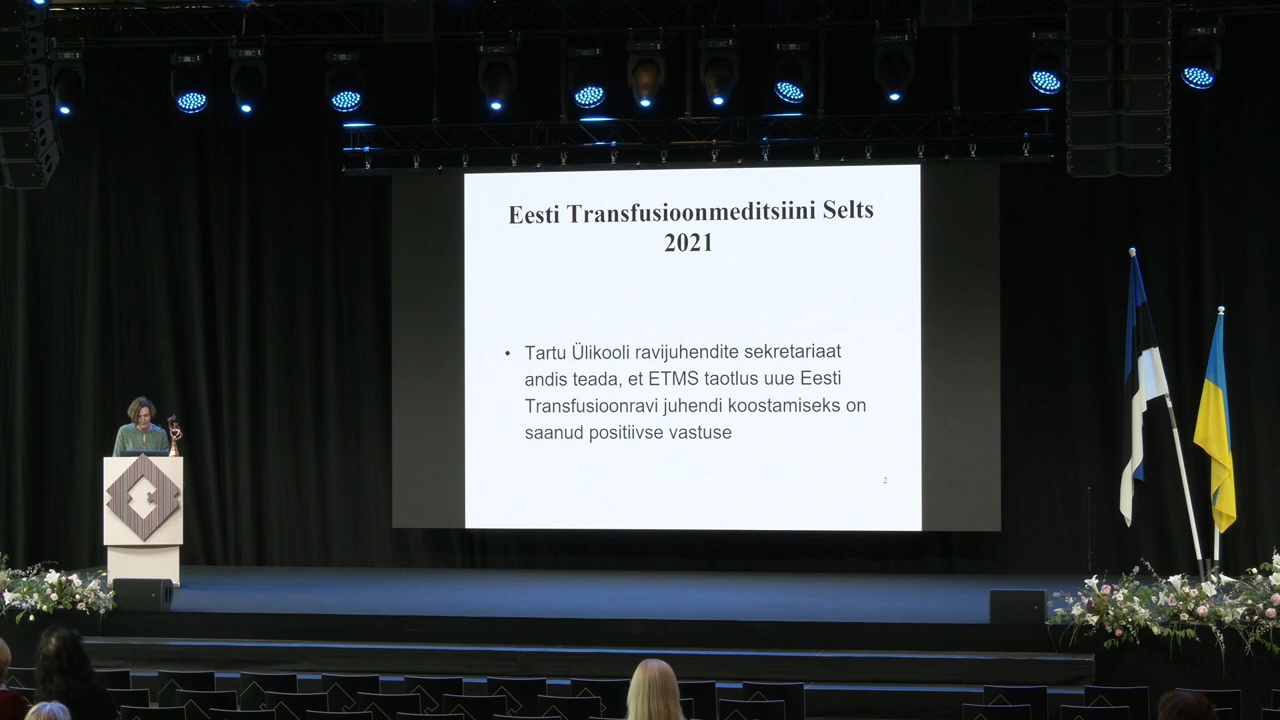 Eesti Transfusioonmeditsiini Selts
2021
• Tartu Ülikooli ravijuhendite sekretariaat
andis teada, et ETMS taotlus uue Eesti
Transfusioonravi juhendi koostamiseks on
saanud positiivse vastuse
2